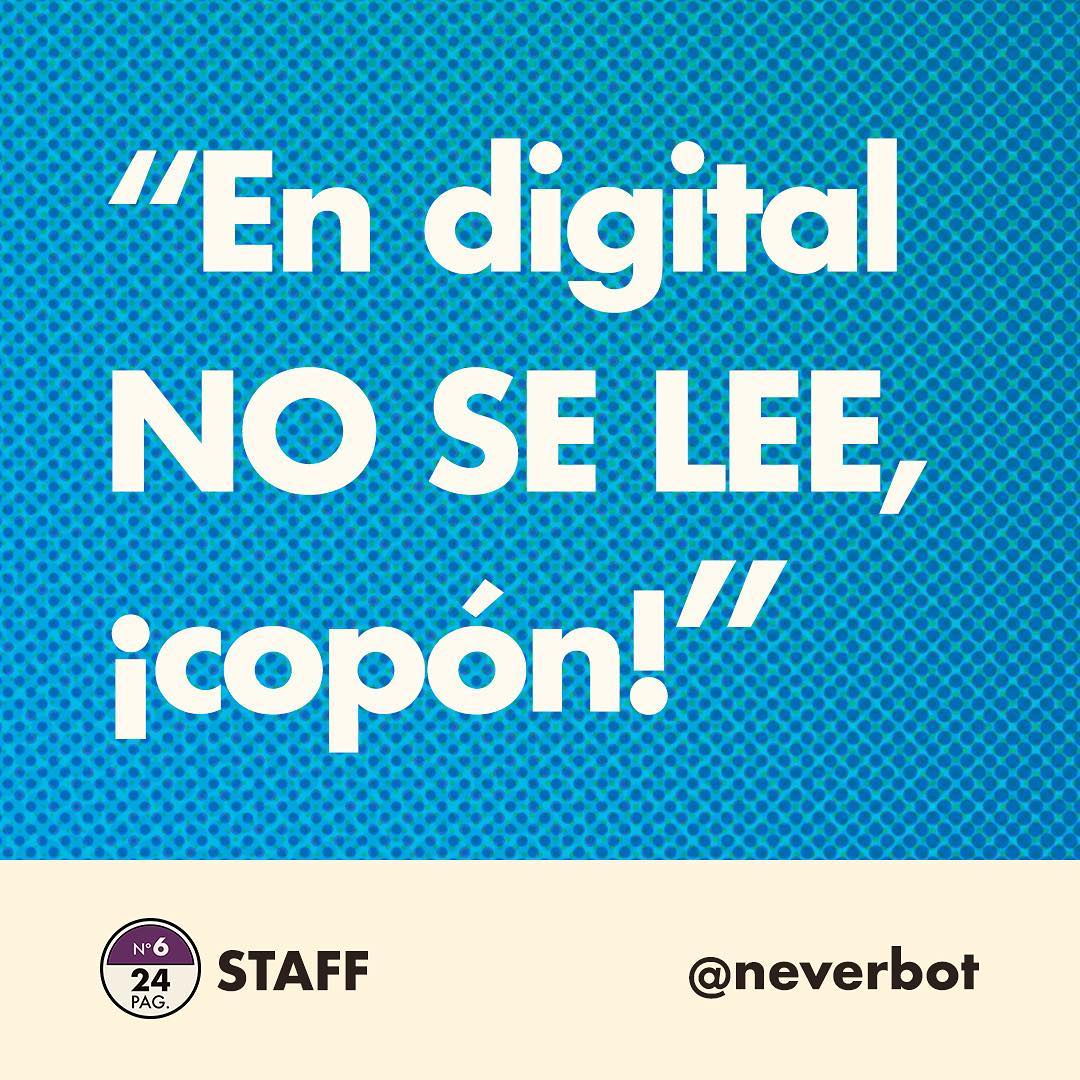 “En digital
NO SE LEE,
¡copón!”
Nº6
24
PAG.
STAFF
@neverbot